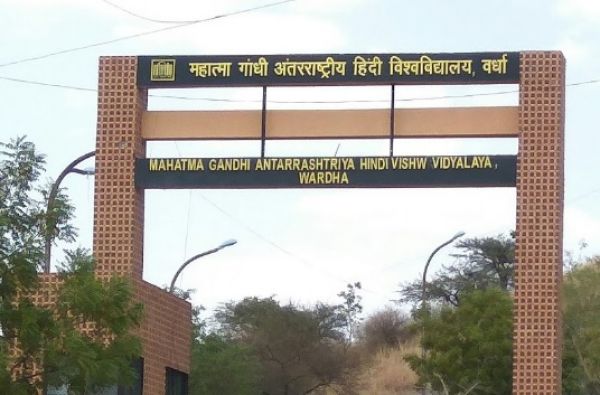 महात्मा गांधी अंतरराष्ट्रीय हिंदी विश्वविद्यालय, वर्धा
MAHATMA GANDHI ANTARRASHTRIYA HINDI VISHW VIDYALAYA,
WARDHA